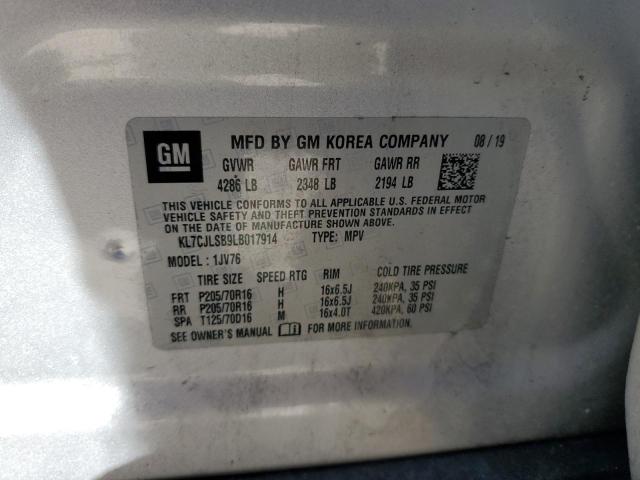 GM
MFD BY GM KOREA COMPANY 08 / 19
GVWR GAWR FRT GAWR RR
4286 LB 2348 LB 2194 LB
THIS VEHICLE CONFORMS TO ALL APPLICABLE U.S. FEDERAL MOTOR
VEHICLE SAFETY AND THEFT PREVENTION STANDARDS IN EFFECT
ON THE DATE OF MANUFACTURE SHOWN ABOVE.
KL7CJLSB9LB017914 TYPE: MPV
MODEL : 1JV76
TIRE SIZE SPEED RTG RIM COLD TIRE PRESSURE
FRT P205/70R16 H 16x6.5J 240KPA, 35 PSI
RR P205/70R16 H 16x6.5J 240KPA, 35 PSI
SPA T125/70D16 M 16x4.0T 420KPA, 60 PSI
SEE OWNER'S MANUAL FOR MORE INFORMATION.